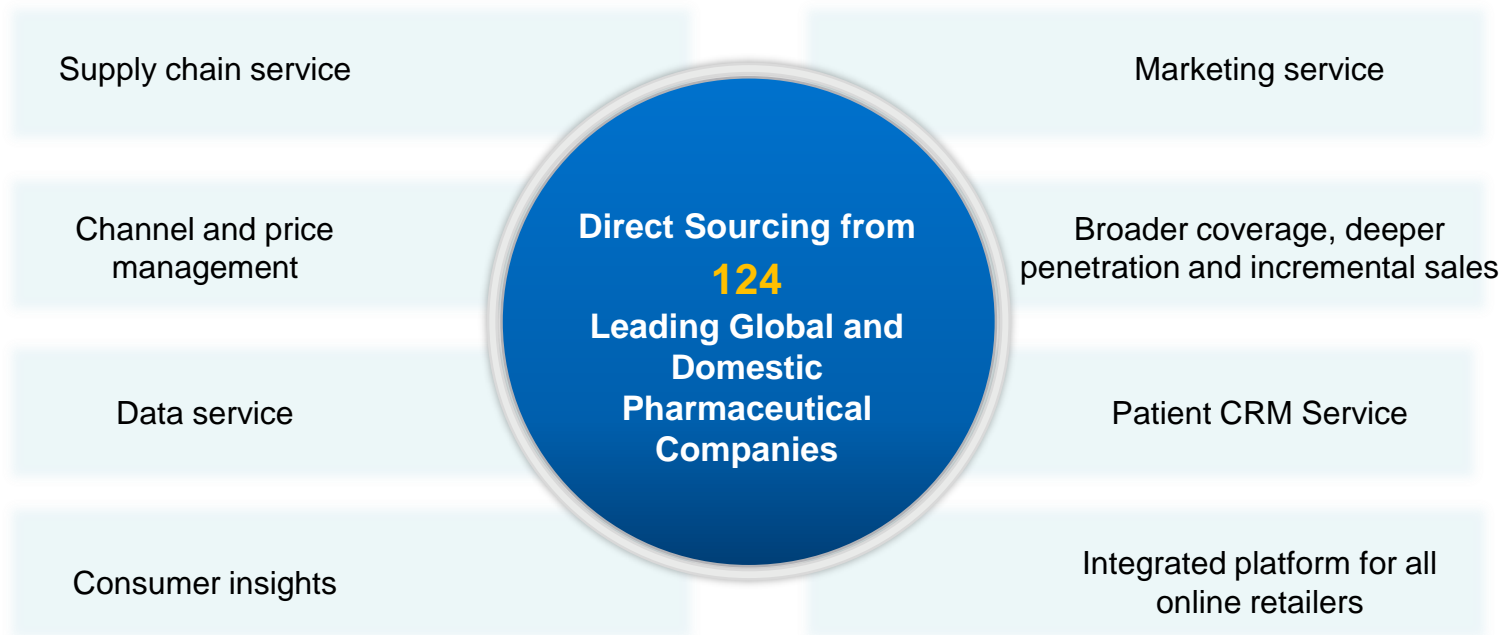 Supply chain service
Channel and price
management
Data service
Consumer insights
Direct Sourcing from
124
Leading Global and
Domestic
Pharmaceutical
Companies
Marketing service
Broader coverage, deeper
penetration and incremental sales
Patient CRM Service
Integrated platform for all
online retailers